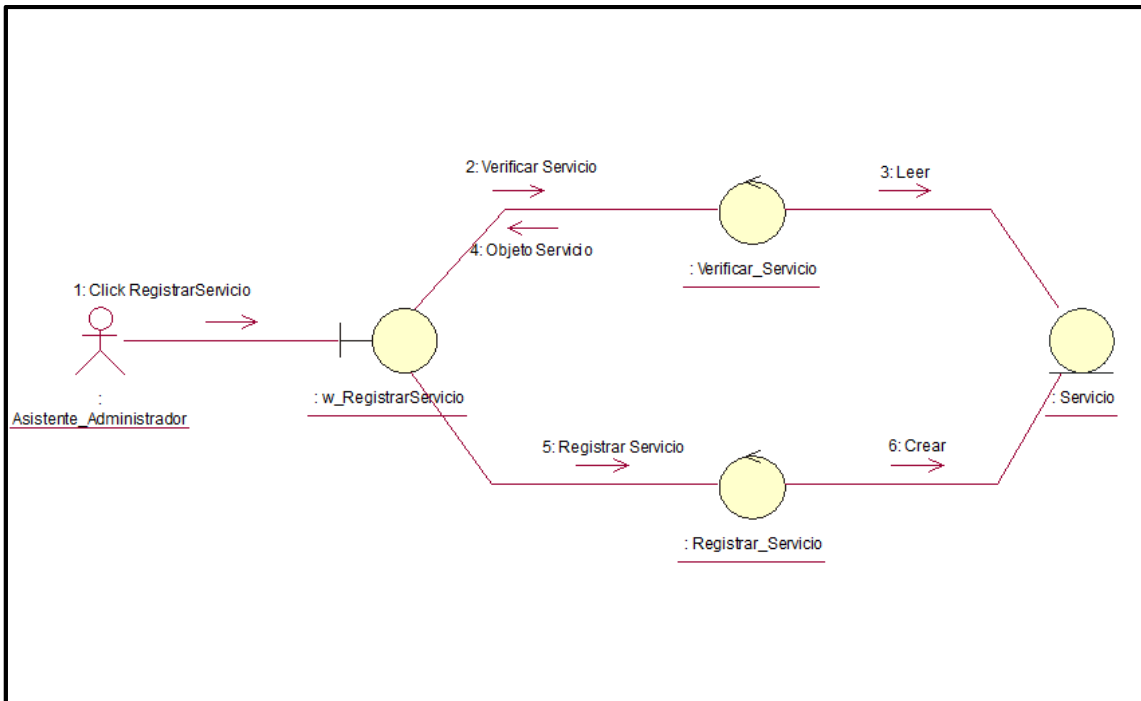 2: Verificar Servicio
3: Leer
4: Objeto Servicio
: Verificar_Servicio
1: Click RegistrarServicio
:
Asistente_Administrador
: w_RegistrarServicio
: Servicio
5: Registrar Servicio
6: Crear
: Registrar_Servicio